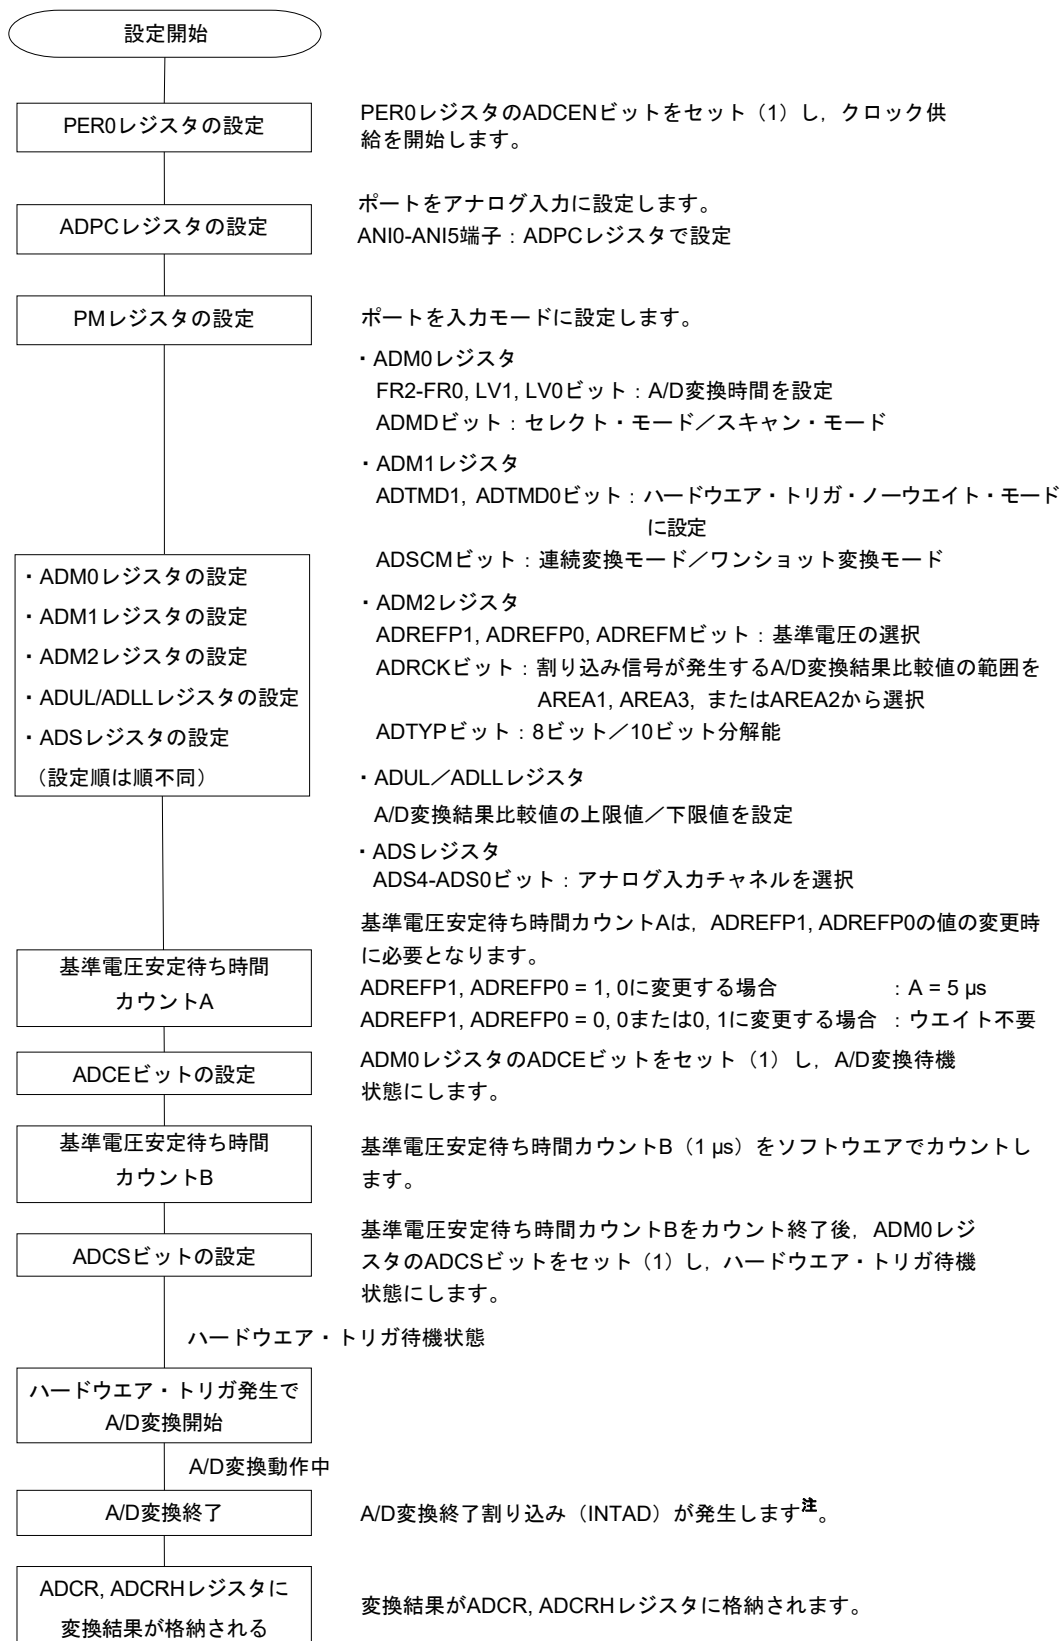 設定開始
PER0レジスタの設定
PER0レジスタのADCENビットをセット（1）し，クロック供
給を開始します。
ADPCレジスタの設定
ポートをアナログ入力に設定します。
ANI0-ANI5端子：ADPCレジスタで設定
PMレジスタの設定
ポートを入力モードに設定します。
・ADM0レジスタの設定
・ADM1レジスタの設定
・ADM2レジスタの設定
・ADUL/ADLLレジスタの設定
・ADSレジスタの設定
（設定順は順不同）
・ADM0レジスタ
FR2-FR0, LV1, LV0ビット：A/D変換時間を設定
ADMDビット：セレクト・モード／スキャン・モード
・ADM1レジスタ
ADTMD1, ADTMD0ビット：ハードウエア・トリガ・ノーウエイト・モード
に設定
ADSCMビット：連続変換モード／ワンショット変換モード
・ADM2レジスタ
ADREFP1, ADREFP0, ADREFMビット：基準電圧の選択
ADRCKビット：割り込み信号が発生するA/D変換結果比較値の範囲を
AREA1, AREA3, またはAREA2から選択
ADTYPビット：8ビット／10ビット分解能
・ADUL／ADLLレジスタ
A/D変換結果比較値の上限値／下限値を設定
・ADSレジスタ
ADS4-ADS0ビット：アナログ入力チャネルを選択
基準電圧安定待ち時間
カウントA
基準電圧安定待ち時間カウントAは，ADREFP1, ADREFP0の値の変更時
に必要となります。
ADREFP1, ADREFP0 = 1, 0に変更する場合 ：A = 5 µs
ADREFP1, ADREFP0 = 0, 0または0, 1に変更する場合 ：ウエイト不要
ADCEビットの設定
ADM0レジスタのADCEビットをセット（1）し，A/D変換待機
状態にします。
基準電圧安定待ち時間
カウントB
基準電圧安定待ち時間カウントB（1 µs）をソフトウエアでカウントし
ます。
ADCSビットの設定
基準電圧安定待ち時間カウントBをカウント終了後，ADM0レジ
スタのADCSビットをセット（1）し，ハードウエア・トリガ待機
状態にします。
ハードウエア・トリガ待機状態
ハードウエア・トリガ発生で
A/D変換開始
A/D変換動作中
A/D変換終了
A/D変換終了割り込み（INTAD）が発生します注。
ADCR, ADCRHレジスタに
変換結果が格納される
変換結果がADCR, ADCRHレジスタに格納されます。